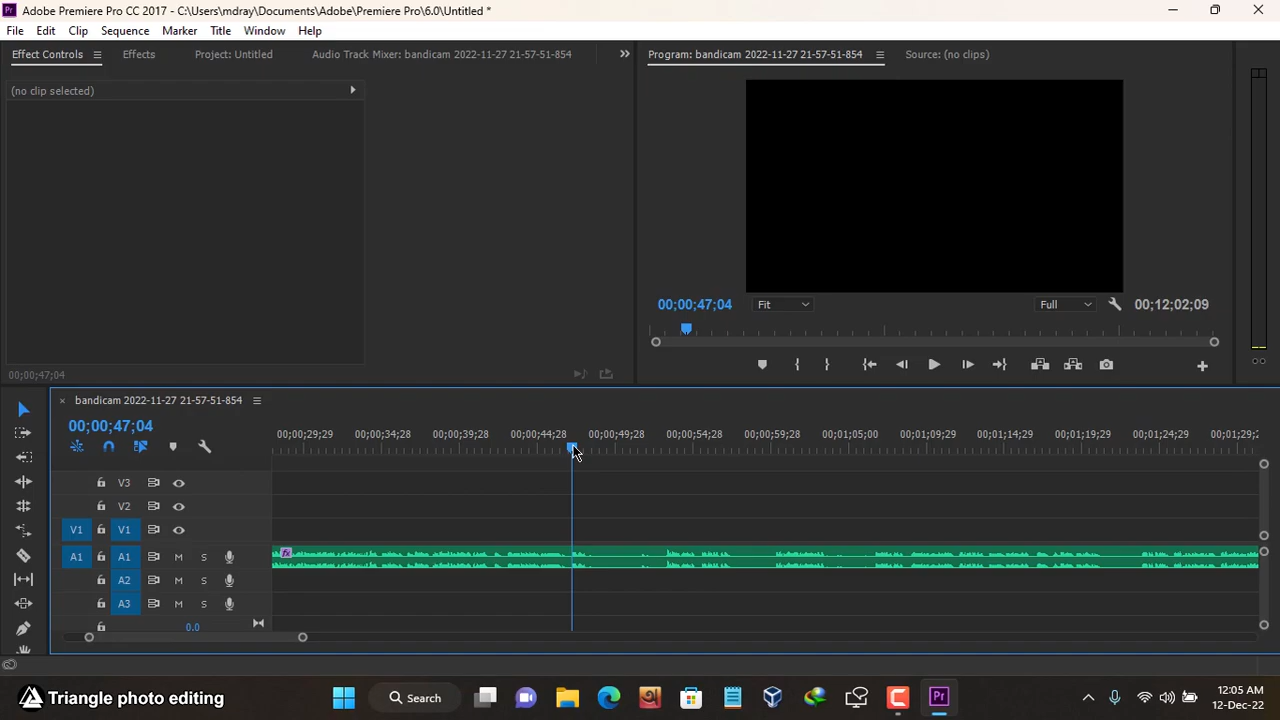 Pr Adobe Premiere Pro CC 2017 - C:\Users\mdray\Documents\Adobe\Premiere Pro\6.0\Untitled *
File Edit Clip Sequence Marker Title Window Help
Effect Controls Effects Project: Untitled Audio Track Mixer: bandicam 2022-11-27 21-57-51-854 Program: bandicam 2022-11-27 21-57-51-854 Source: (no clips)
(no clip selected)
00;00;47;04 Fit Full 00;12;02;09
00;00;47;04
bandicam 2022-11-27 21-57-51-854
00;00;47;04
00;00;29;29 00;00;34;28 00;00;39;28 00;00;44;28 00;00;49;28 00;00;54;28 00;00;59;28 00;01;05;00 00;01;09;29 00;01;14;29 00;01;19;29 00;01;24;29 00;01;29;2
V3
V2
V1 V1
A1 A1 M S fx
A2 M S
A3 M S
0.0
Triangle photo editing Search Pr
12:05 AM
12-Dec-22